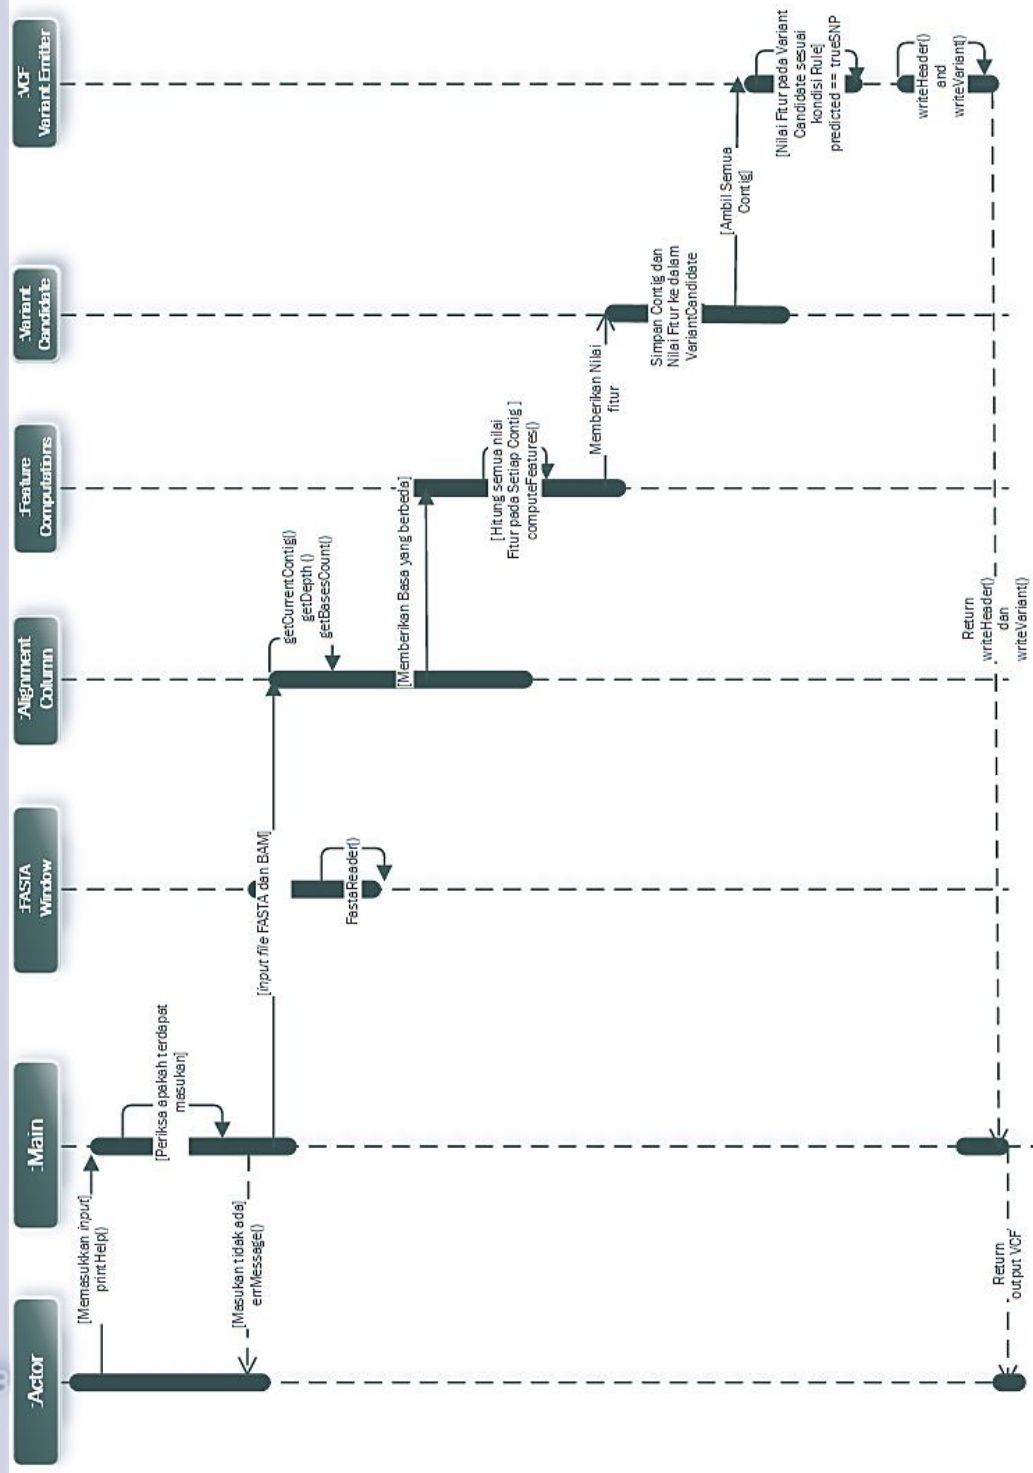 :Actor
:Main
:FASTA
Window
:Alignment
Column
:Feature
Computations
:Variant
Candidate
:VCF
Variant Emitter
[Memasukkan input]
printHelp()
[Periksa apakah terdapat
masukan]
[Masukan tidak ada]
errMessage()
[input file FASTA dan BAM]
FastaReader()
getCurrentContig()
getDepth ()
getBasesCount()
[Memberikan Basa yang berbeda]
[Hitung semua nilai
Fitur pada Setiap Contig ]
computeFeatures()
Memberikan Nilai
fitur
Simpan Contig dan
Nilai Fitur ke dalam
VariantCandidate
[Ambil Semua
Contig]
[Nilai Fitur pada Variant
Candidate sesuai
kondisi Rule]
predicted == trueSNP
writeHeader()
and
writeVariant()
Return
writeHeader()
dan
writeVariant()
Return
output VCF